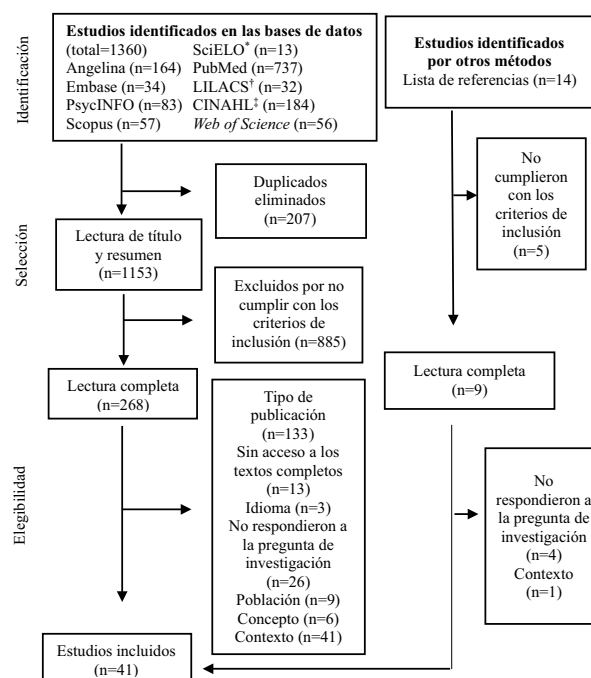 Identificación
Estudios identificados en las bases de datos
(total=1360) SciELO* (n=13)
Angelina (n=164) PubMed (n=737)
Embase (n=34) LILACS† (n=32)
PsycINFO (n=83) CINAHL‡ (n=184)
Scopus (n=57) Web of Science (n=56)
Estudios identificados
por otros métodos
Lista de referencias (n=14)
Duplicados
eliminados
(n=207)
No
cumplieron
con los
criterios de
inclusión
(n=5)
Selección
Lectura de título
y resumen
(n=1153)
Excluidos por no
cumplir con los
criterios de
inclusión (n=885)
Lectura completa
(n=268)
Lectura completa
(n=9)
Elegibilidad
Tipo de
publicación
(n=133)
Sin acceso a los
textos completos
(n=13)
Idioma (n=3)
No respondieron a
la pregunta de
investigación
(n=26)
Población (n=9)
Concepto (n=6)
Contexto (n=41)
No
respondieron a
la pregunta de
investigación
(n=4)
Contexto
(n=1)
Estudios incluidos
(n=41)